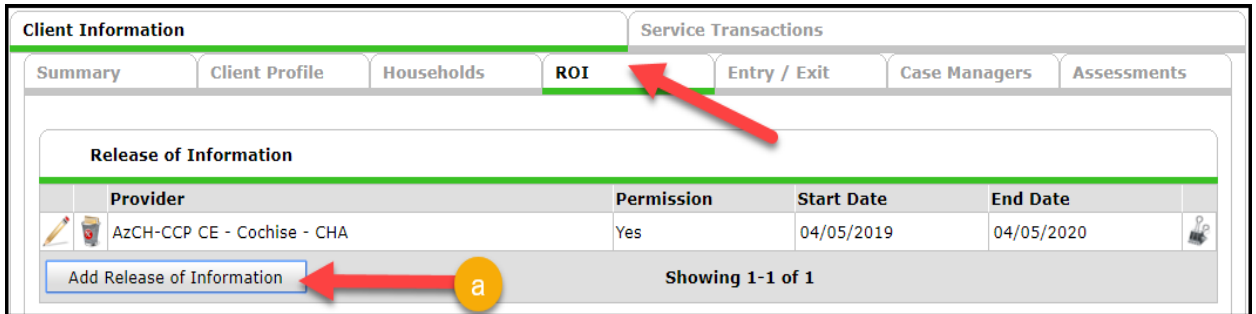 Client Information Service Transactions
Summary Client Profile Households ROI Entry / Exit Case Managers Assessments
Release of Information
Provider Permission Start Date End Date
AzCH-CCP CE - Cochise - CHA Yes 04/05/2019 04/05/2020
Add Release of Information a Showing 1-1 of 1